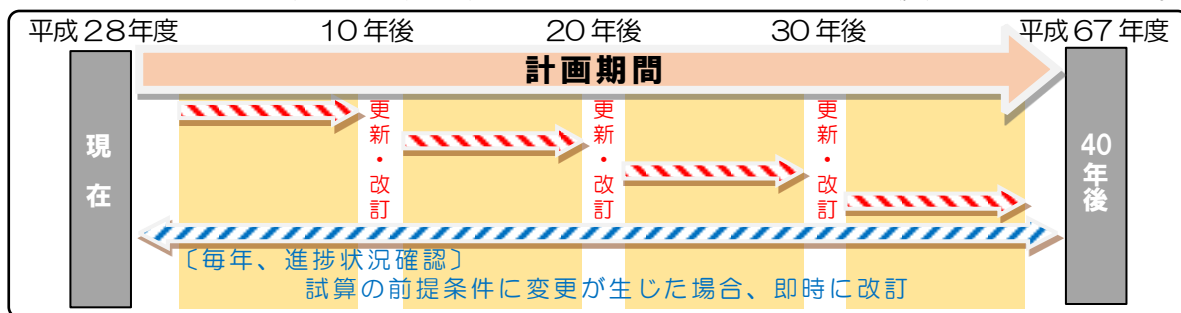 平成28年度 10年後 20年後 30年後 平成67年度
計画期間
現在
更新・改訂
更新・改訂
更新・改訂
40年後
〔毎年、進捗状況確認〕
試算の前提条件に変更が生じた場合、即時に改訂